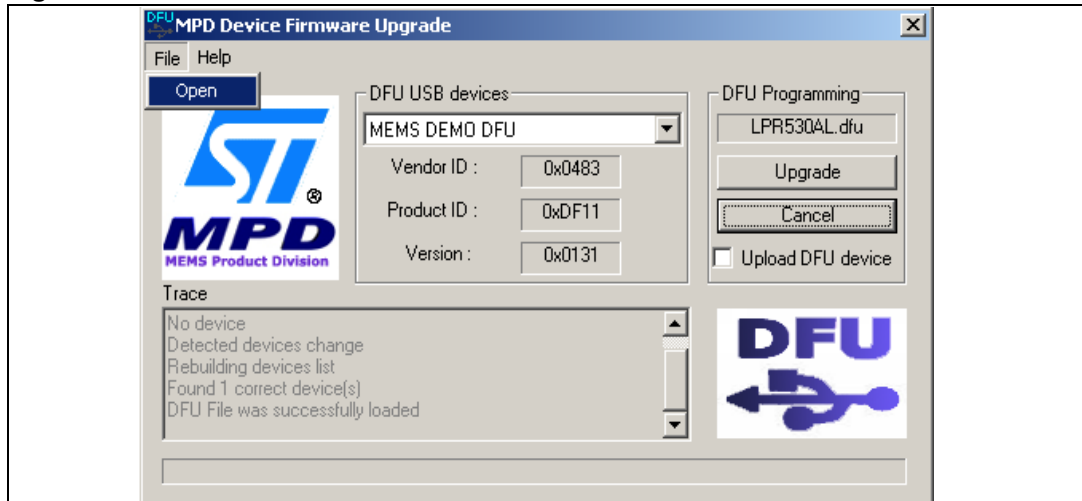 DFU MPD Device Firmware Upgrade
File Help
Open
ST ®
MPD
MEMS Product Division
DFU USB devices
MEMS DEMO DFU
Vendor ID : 0x0483
Product ID : 0xDF11
Version : 0x0131
DFU Programming
LPR530AL.dfu
Upgrade
Cancel
Upload DFU device
Trace
No device
Detected devices change
Rebuilding devices list
Found 1 correct device(s)
DFU File was successfully loaded
DFU